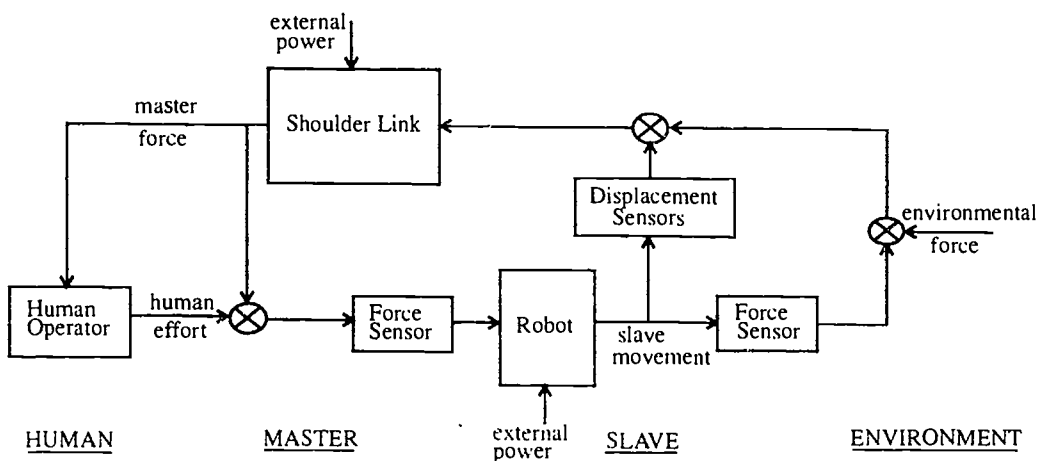 external
power
master
force
Shoulder Link
Displacement
Sensors
environmental
force
Human
Operator
human
effort
Force
Sensor
Robot
slave
movement
Force
Sensor
external
power
HUMAN
MASTER
SLAVE
ENVIRONMENT